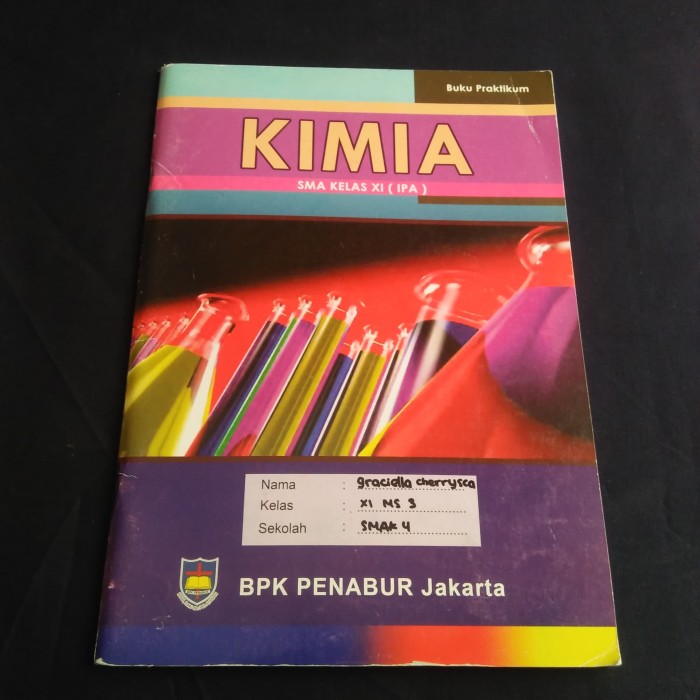 Buku Praktikum
KIMIA
SMA KELAS XI ( IPA )
Nama : graciella cherrysca
Kelas : XI MS 3
Sekolah : SMAK 4
BPK PENABUR Jakarta